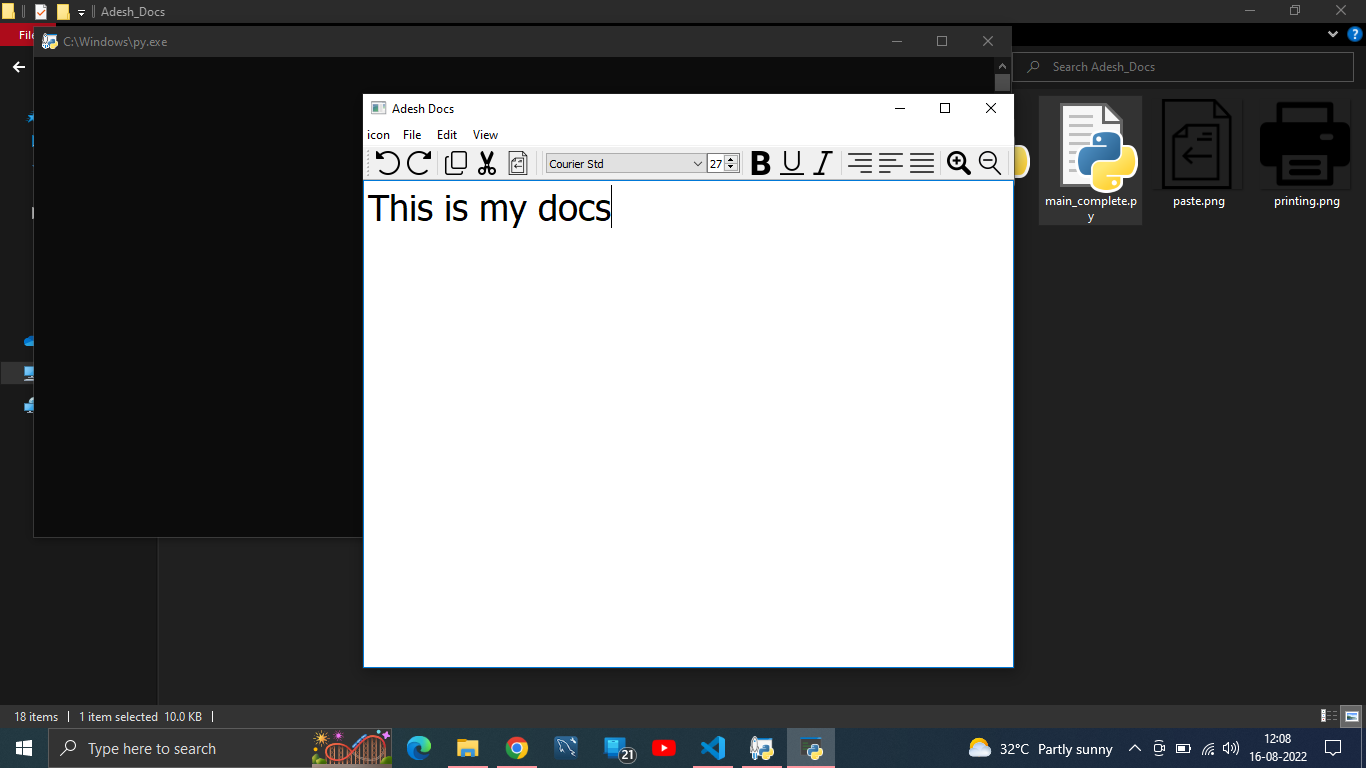 Adesh_Docs
File
C:\Windows\py.exe
Search Adesh_Docs
Adesh Docs
icon File Edit View
Courier Std 27 B U I
This is my docs
main_complete.p
y
paste.png
printing.png
18 items 1 item selected 10.0 KB
Type here to search
21
32°C Partly sunny
12:08
16-08-2022